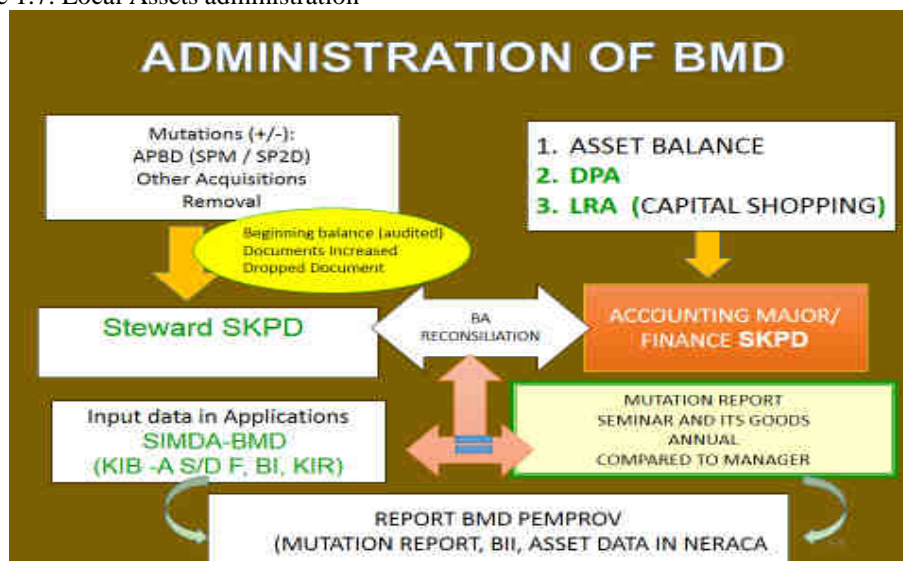 1.7. Local Assets administration
ADMINISTRATION OF BMD
Mutations (+/-):
APBD (SPM / SP2D)
Other Acquisitions
Removal
1. ASSET BALANCE
2. DPA
3. LRA (CAPITAL SHOPPING)
Beginning balance (audited)
Documents Increased
Dropped Document
Steward SKPD
BA
RECONSILIATION
ACCOUNTING MAJOR/
FINANCE SKPD
Input data in Applications
SIMDA-BMD
(KIB -A S/D F, BI, KIR)
MUTATION REPORT
SEMINAR AND ITS GOODS
ANNUAL
COMPARED TO MANAGER
REPORT BMD PEMPROV
(MUTATION REPORT, BII, ASSET DATA IN NERACA